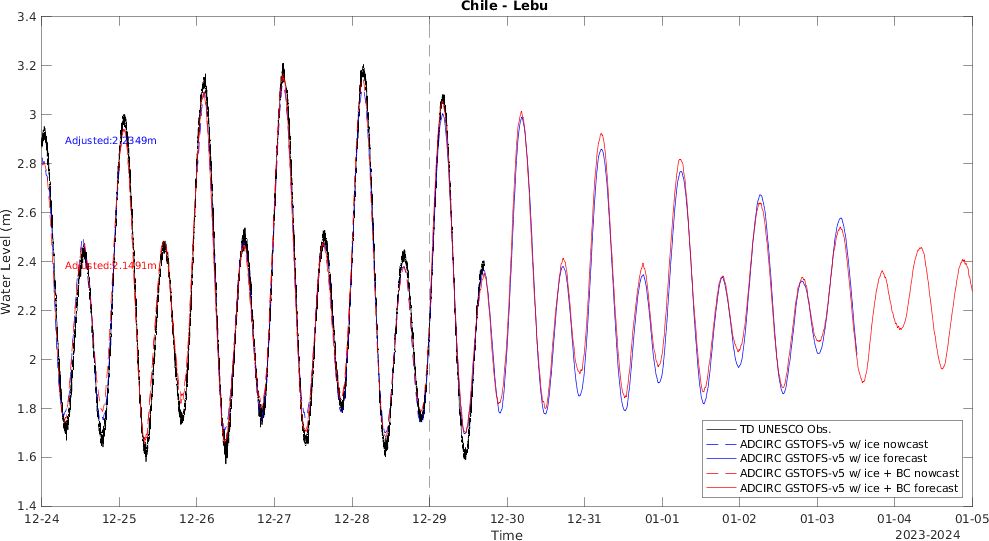 Chile - Lebu
3.4
3.2
3
2.8
2.6
2.4
2.2
2
1.8
1.6
1.4
Water Level (m)
Adjusted:2.2349m
Adjusted:2.1491m
TD UNESCO Obs.
ADCIRC GSTOFS-v5 w/ ice nowcast
ADCIRC GSTOFS-v5 w/ ice forecast
ADCIRC GSTOFS-v5 w/ ice + BC nowcast
ADCIRC GSTOFS-v5 w/ ice + BC forecast
12-24 12-25 12-26 12-27 12-28 12-29 12-30 12-31 01-01 01-02 01-03 01-04 01-05
Time
2023-2024